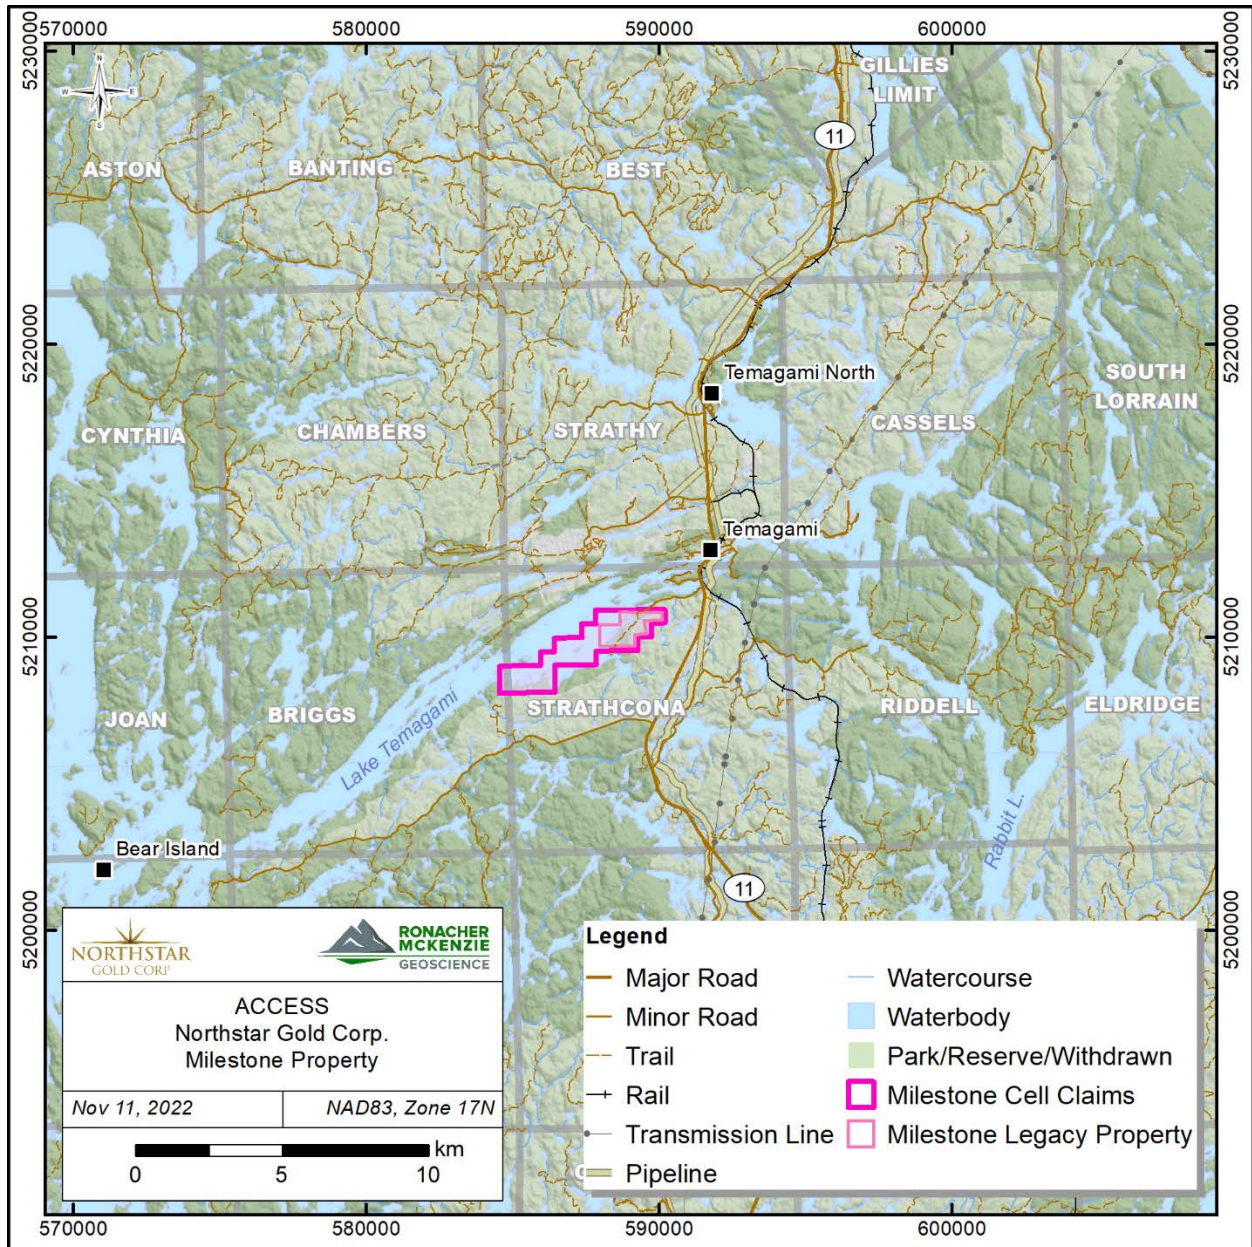 570000 580000 590000 600000
5230000
5230000
N
W E
S
GILLIES
LIMIT
11
ASTON
BANTING
BEST
5220000
5220000
Temagami North
SOUTH
LORRAIN
CYNTHIA
CHAMBERS
STRATHY
CASSELS
Temagami
5210000
5210000
JOAN
BRIGGS
STRATHCONA
RIDDELL
ELDRIDGE
Lake Temagami
Rabbit L.
Bear Island
11
5200000
5200000
NORTHSTAR
GOLD CORP
RONACHER
MCKENZIE
GEOSCIENCE
ACCESS
Northstar Gold Corp.
Milestone Property
Nov 11, 2022 NAD83, Zone 17N
km
0 5 10
Legend
Major Road
Minor Road
Trail
Rail
Transmission Line
Pipeline
Watercourse
Waterbody
Park/Reserve/Withdrawn
Milestone Cell Claims
Milestone Legacy Property
570000 580000 590000 600000